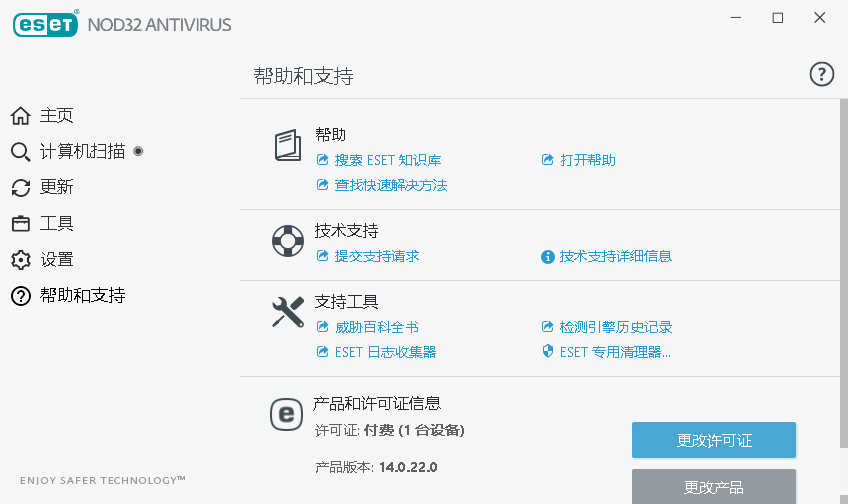 eseT® NOD32 ANTIVIRUS
帮助和支持
主页
计算机扫描
更新
工具
设置
帮助和支持
帮助
搜索 ESET 知识库 打开帮助
查找快速解决方法
技术支持
提交支持请求 技术支持详细信息
支持工具
威胁百科全书 检测引擎历史记录
ESET 日志收集器 ESET 专用清理器...
产品和许可证信息
许可证: 付费 (1 台设备)
更改许可证
产品版本: 14.0.22.0
更改产品
ENJOY SAFER TECHNOLOGY™